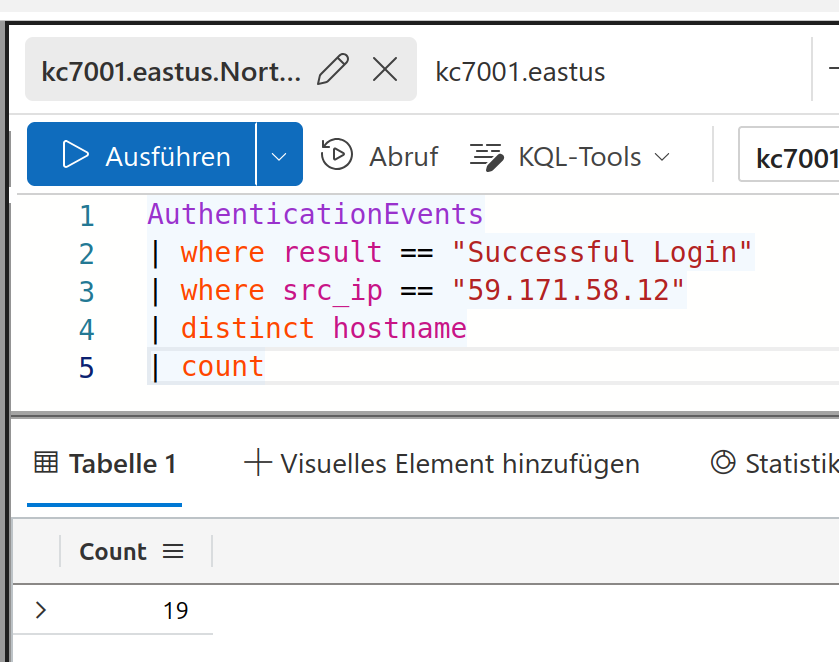 kc7001.eastus.Nort... kc7001.eastus
Ausführen Abruf KQL-Tools kc7001
1 AuthenticationEvents
2 | where result == "Successful Login"
3 | where src_ip == "59.171.58.12"
4 | distinct hostname
5 | count
Tabelle 1 Visuelles Element hinzufügen Statistik
Count
19